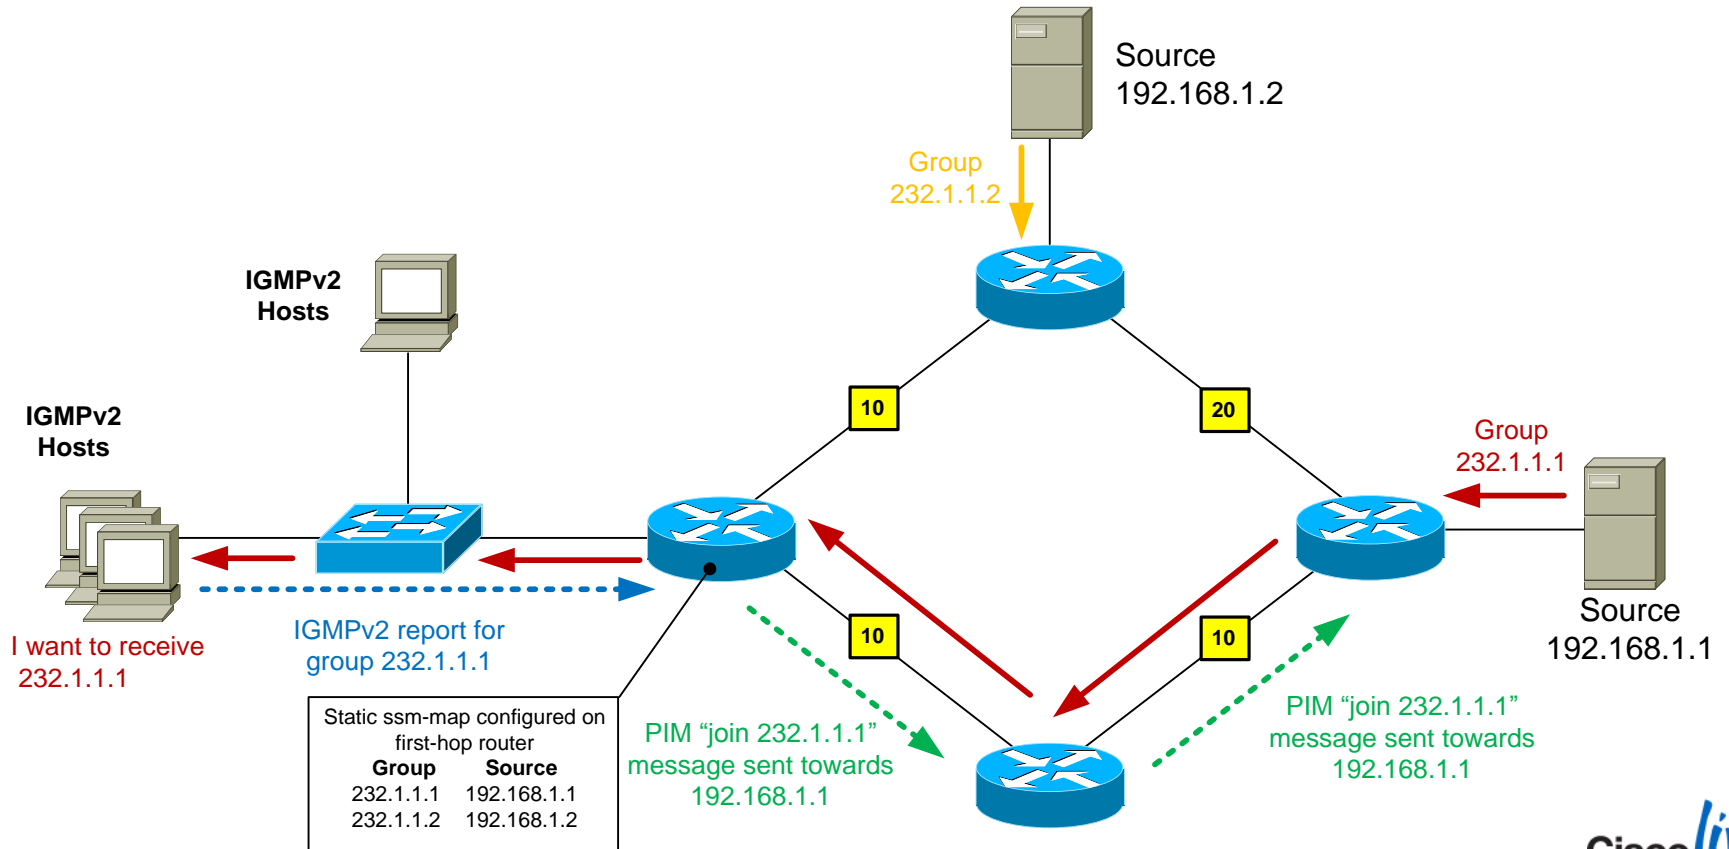 Source
192.168.1.2
Group
232.1.1.2
IGMPv2
Hosts
IGMPv2
Hosts
10
20
Group
232.1.1.1
I want to receive
232.1.1.1
IGMPv2 report for
group 232.1.1.1
10
10
Source
192.168.1.1
Static ssm-map configured on
first-hop router
Group Source
232.1.1.1 192.168.1.1
232.1.1.2 192.168.1.2
PIM “join 232.1.1.1”
message sent towards
192.168.1.1
PIM “join 232.1.1.1”
message sent towards
192.168.1.1